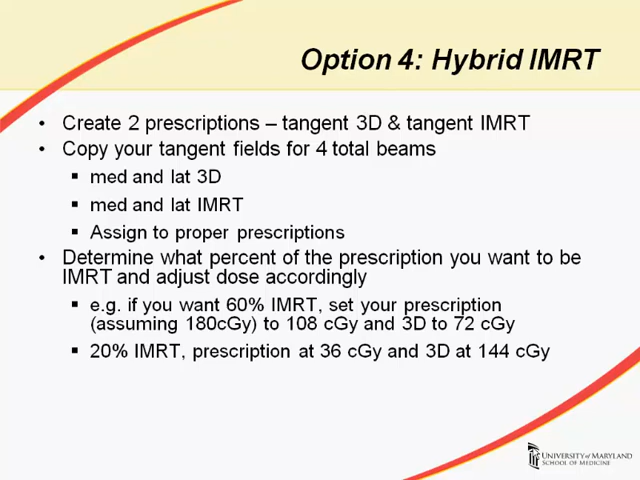 Option 4: Hybrid IMRT
• Create 2 prescriptions – tangent 3D & tangent IMRT
• Copy your tangent fields for 4 total beams
▪ med and lat 3D
▪ med and lat IMRT
▪ Assign to proper prescriptions
• Determine what percent of the prescription you want to be
IMRT and adjust dose accordingly
▪ e.g. if you want 60% IMRT, set your prescription
(assuming 180cGy) to 108 cGy and 3D to 72 cGy
▪ 20% IMRT, prescription at 36 cGy and 3D at 144 cGy
UNIVERSITY of MARYLAND
SCHOOL OF MEDICINE